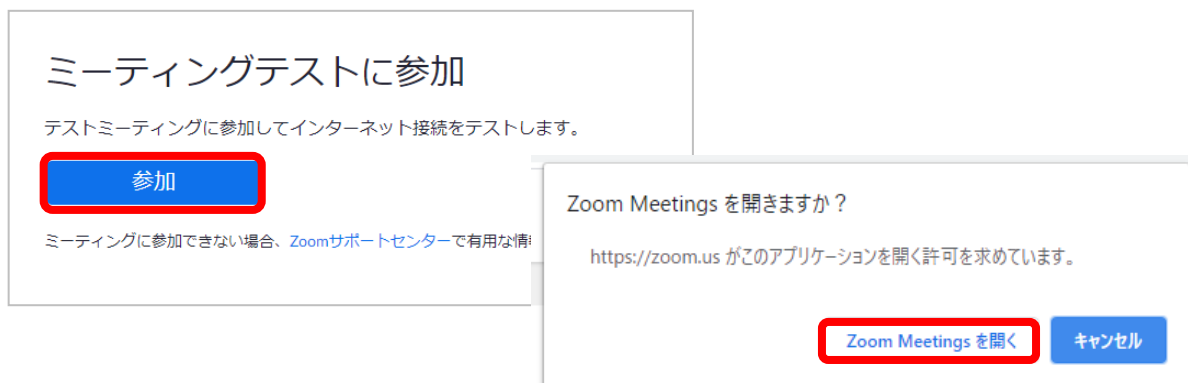 ミーティングテストに参加
テストミーティングに参加してインターネット接続をテストします。
参加
ミーティングに参加できない場合、Zoomサポートセンターで有用な情
Zoom Meetings を開きますか？
https://zoom.us がこのアプリケーションを開く許可を求めています。
Zoom Meetings を開く
キャンセル